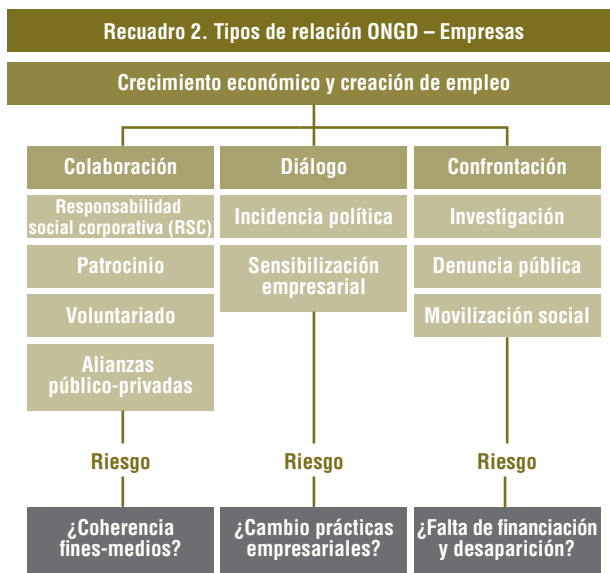 Recuadro 2. Tipos de relación ONGD – Empresas
Crecimiento económico y creación de empleo
Colaboración
Responsabilidad
social corporativa (RSC)
Patrocinio
Voluntariado
Alianzas
público-privadas
Riesgo
¿Coherencia
fines-medios?
Diálogo
Incidencia política
Sensibilización
empresarial
Riesgo
¿Cambio prácticas
empresariales?
Confrontación
Investigación
Denuncia pública
Movilización social
Riesgo
¿Falta de financiación
y desaparición?